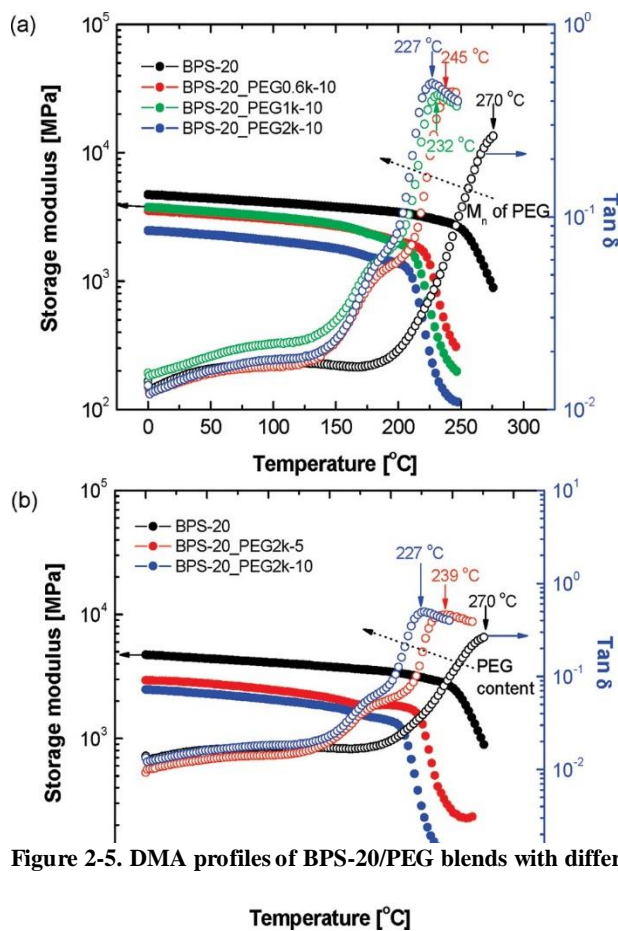 (a)
10^5
10^4
10^3
10^2
Storage modulus [MPa]
BPS-20
BPS-20_PEG0.6k-10
BPS-20_PEG1k-10
BPS-20_PEG2k-10
227 °C
245 °C
270 °C
232 °C
M_n of PEG
10^0
10^-1
10^-2
Tan δ
0 50 100 150 200 250 300
Temperature [°C]
(b)
10^5
10^4
10^3
Storage modulus [MPa]
BPS-20
BPS-20_PEG2k-5
BPS-20_PEG2k-10
227 °C
239 °C
270 °C
PEG
content
10^1
10^0
10^-1
10^-2
Tan δ
Figure 2-5. DMA profiles of BPS-20/PEG blends with differ
Temperature [°C]